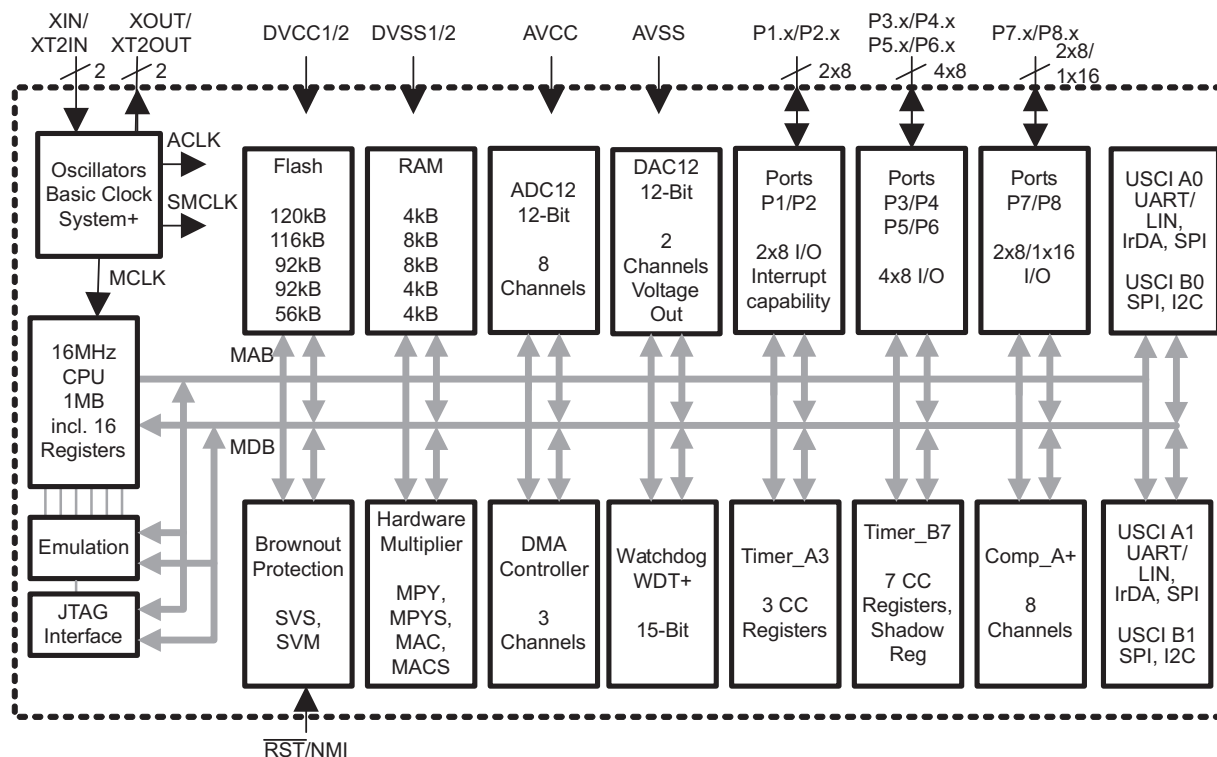 XIN/
XT2IN
XOUT/
XT2OUT
DVCC1/2
DVSS1/2
AVCC
AVSS
P1.x/P2.x
P3.x/P4.x
P5.x/P6.x
P7.x/P8.x
2
2
2x8
4x8
2x8/
1x16
Oscillators
Basic Clock
System+
ACLK
SMCLK
MCLK
Flash
120kB
116kB
92kB
92kB
56kB
RAM
4kB
8kB
8kB
4kB
4kB
ADC12
12-Bit
8
Channels
DAC12
12-Bit
2
Channels
Voltage
Out
Ports
P1/P2
2x8 I/O
Interrupt
capability
Ports
P3/P4
P5/P6
4x8 I/O
Ports
P7/P8
2x8/1x16
I/O
USCI A0
UART/
LIN,
IrDA, SPI
USCI B0
SPI, I2C
16MHz
CPU
1MB
incl. 16
Registers
MAB
MDB
Emulation
JTAG
Interface
Brownout
Protection
SVS,
SVM
Hardware
Multiplier
MPY,
MPYS,
MAC,
MACS
DMA
Controller
3
Channels
Watchdog
WDT+
15-Bit
Timer_A3
3 CC
Registers
Timer_B7
7 CC
Registers,
Shadow
Reg
Comp_A+
8
Channels
USCI A1
UART/
LIN,
IrDA, SPI
USCI B1
SPI, I2C
RST/NMI